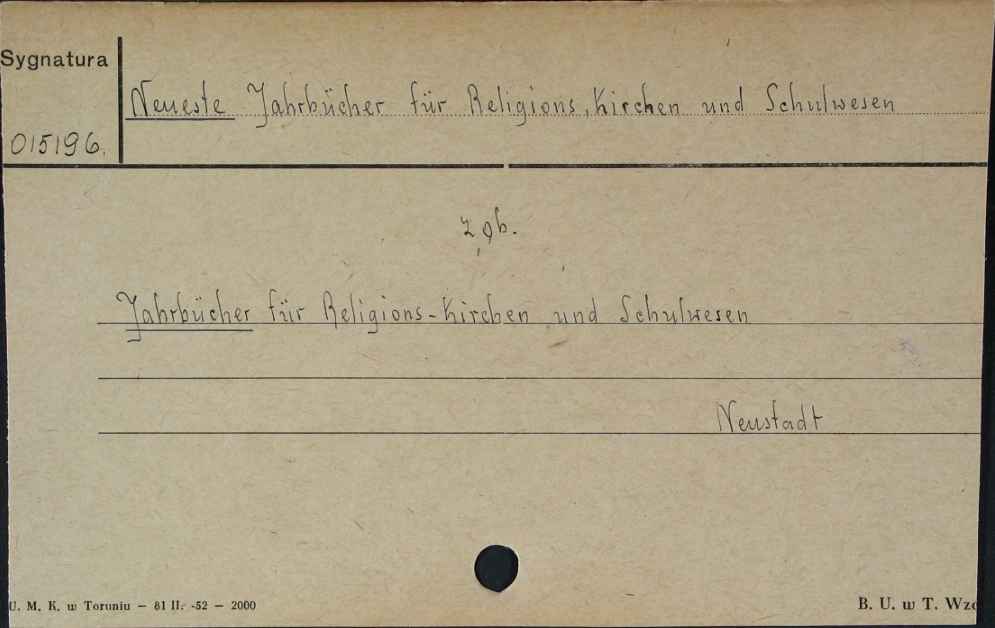 Sygnatura
Neueste Jahrbücher für Religions, Kirchen und Schulwesen
015196.
zob.
Jahrbücher für Religions-Kirchen und Schulwesen
Neustadt
U. M. K. w Toruniu — 81 II. -52 — 2000
B. U. w T. Wzo